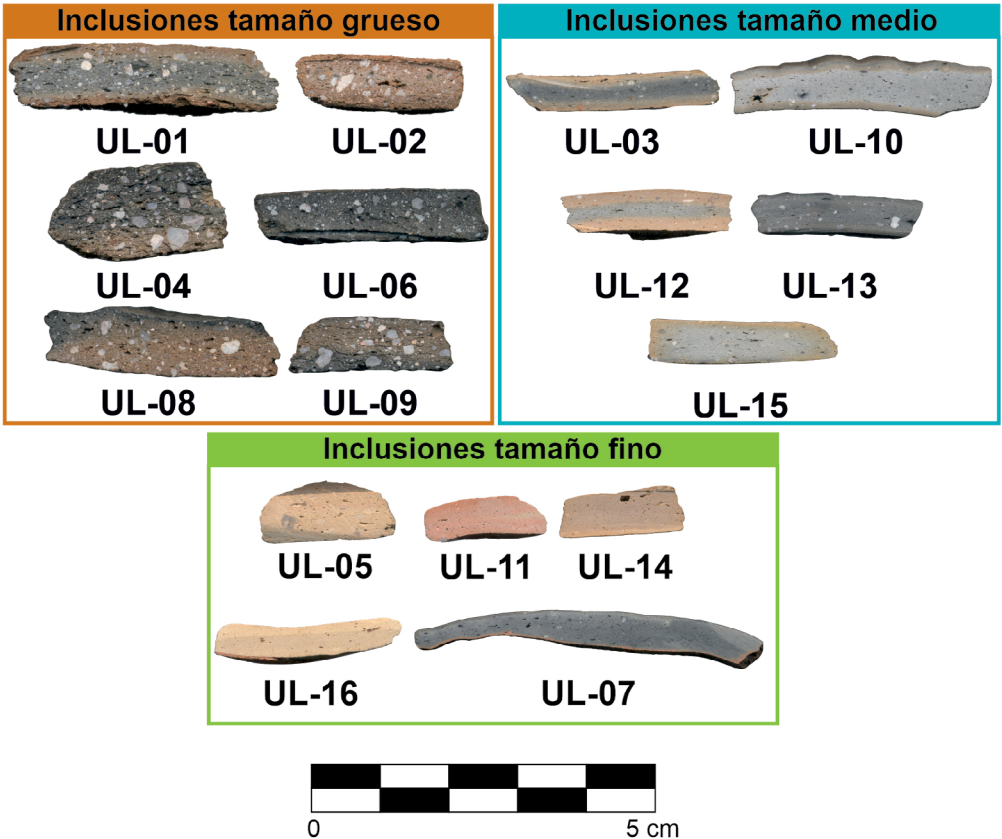 Inclusiones tamaño grueso
UL-01 UL-02
UL-04 UL-06
UL-08 UL-09
Inclusiones tamaño medio
UL-03 UL-10
UL-12 UL-13
UL-15
Inclusiones tamaño fino
UL-05 UL-11 UL-14
UL-16 UL-07
0 5 cm